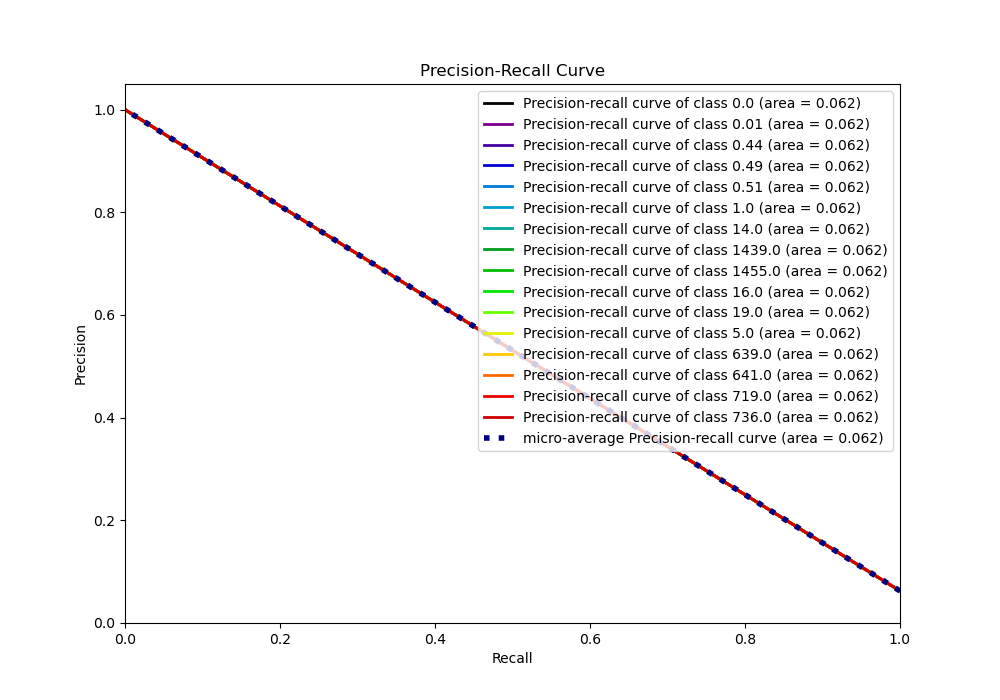 Precision-Recall Curve
Precision
1.0
0.8
0.6
0.4
0.2
0.0
Precision-recall curve of class 0.0 (area = 0.062)
Precision-recall curve of class 0.01 (area = 0.062)
Precision-recall curve of class 0.44 (area = 0.062)
Precision-recall curve of class 0.49 (area = 0.062)
Precision-recall curve of class 0.51 (area = 0.062)
Precision-recall curve of class 1.0 (area = 0.062)
Precision-recall curve of class 14.0 (area = 0.062)
Precision-recall curve of class 1439.0 (area = 0.062)
Precision-recall curve of class 1455.0 (area = 0.062)
Precision-recall curve of class 16.0 (area = 0.062)
Precision-recall curve of class 19.0 (area = 0.062)
Precision-recall curve of class 5.0 (area = 0.062)
Precision-recall curve of class 639.0 (area = 0.062)
Precision-recall curve of class 641.0 (area = 0.062)
Precision-recall curve of class 719.0 (area = 0.062)
Precision-recall curve of class 736.0 (area = 0.062)
micro-average Precision-recall curve (area = 0.062)
0.0 0.2 0.4 0.6 0.8 1.0
Recall